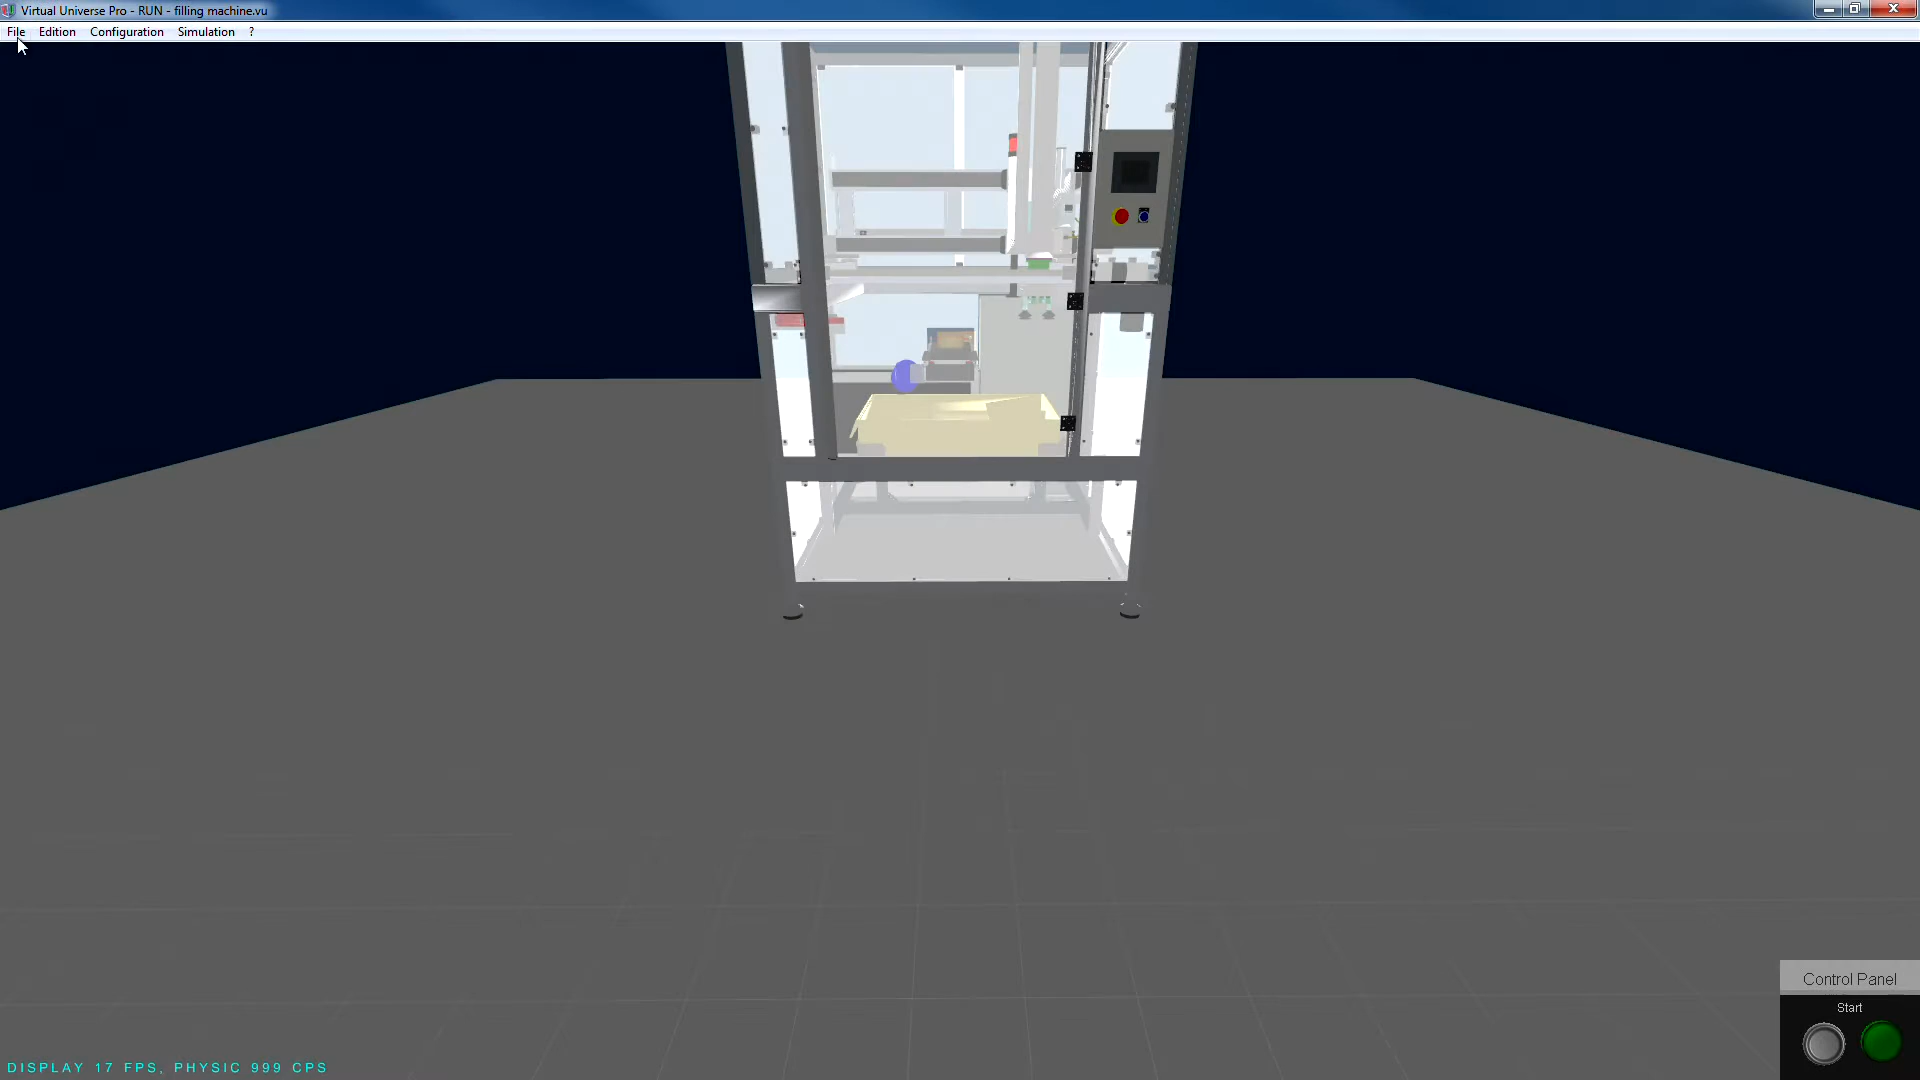 Virtual Universe Pro - RUN - filling machine.vu
File Edition Configuration Simulation ?
Control Panel
Start
DISPLAY 17 FPS, PHYSIC 999 CPS